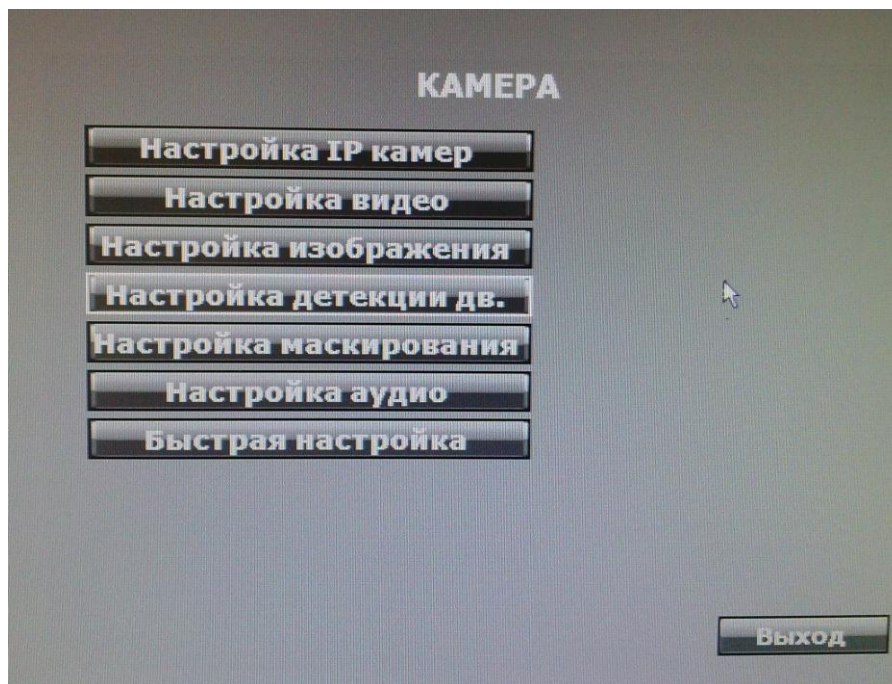 КАМЕРА
Настройка IP камер
Настройка видео
Настройка изображения
Настройка детекции дв.
Настройка маскирования
Настройка аудио
Быстрая настройка
Выход